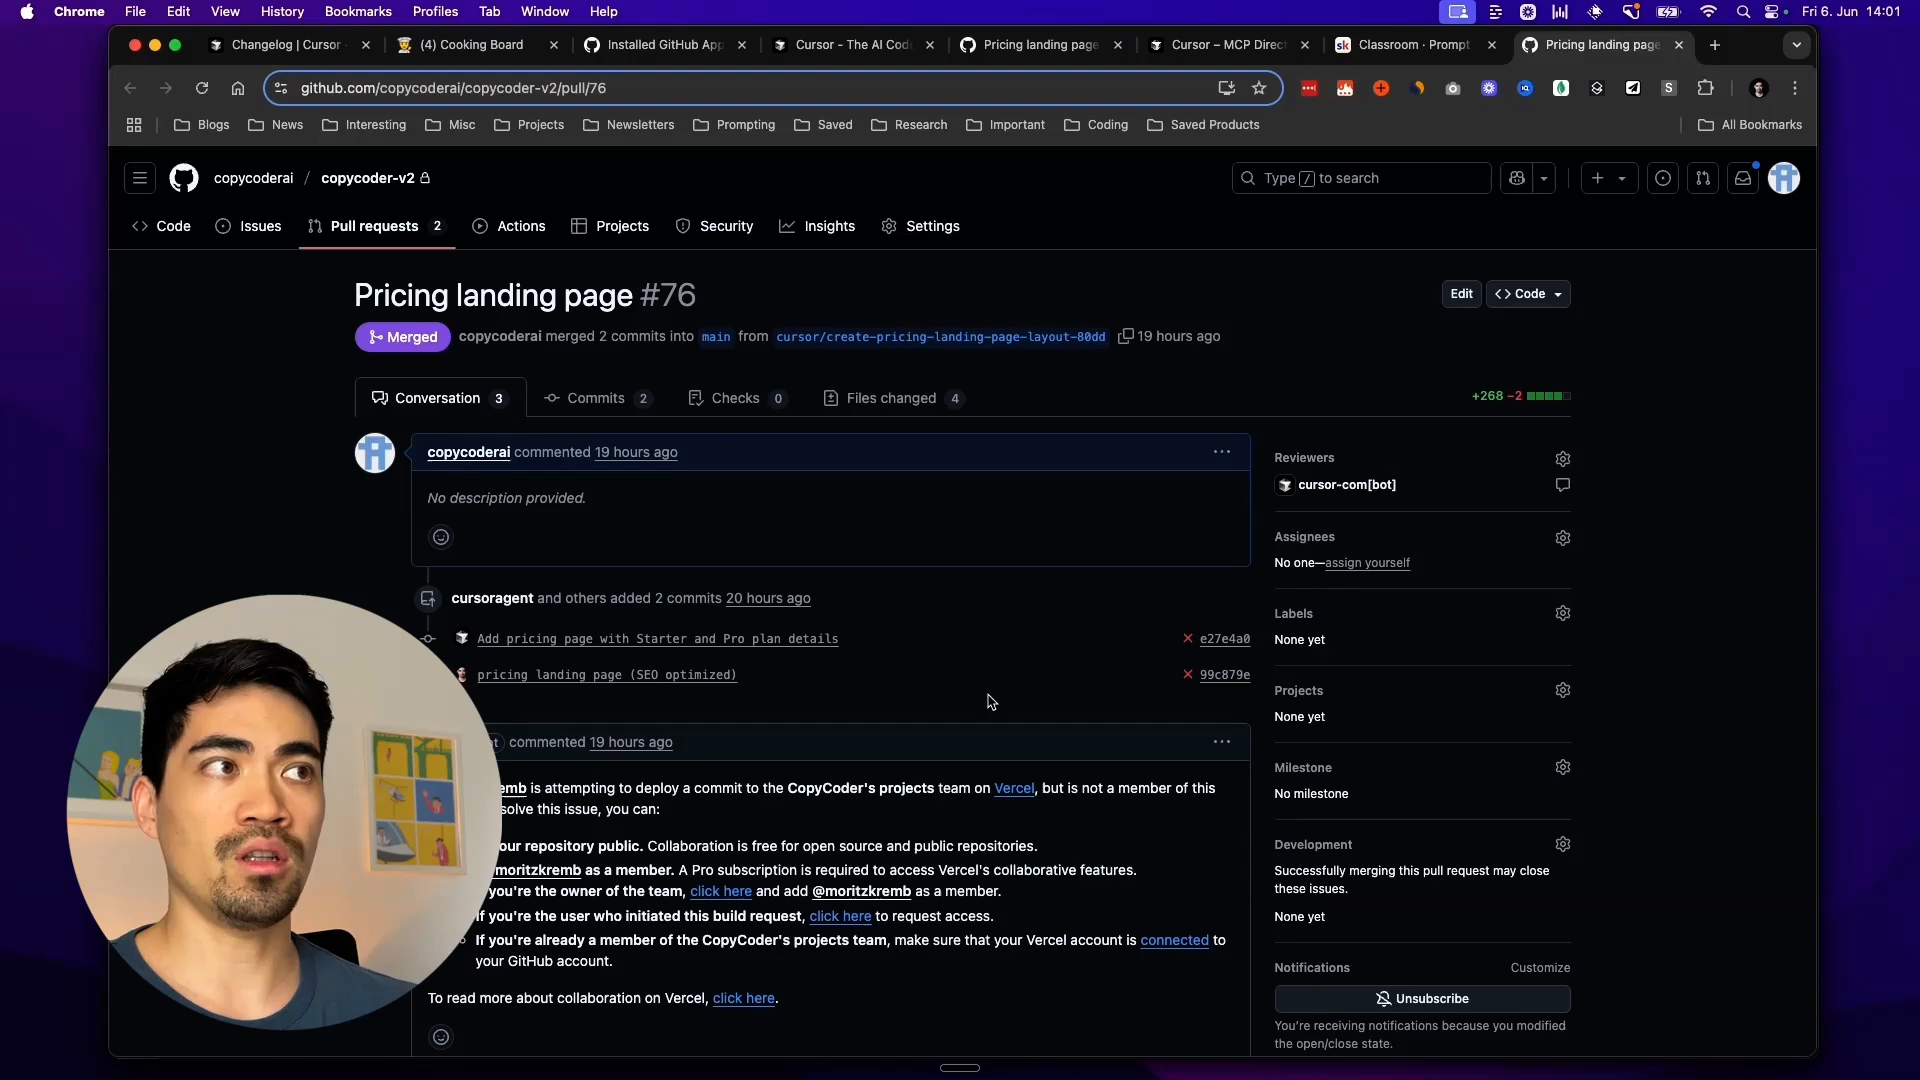 Chrome File Edit View History Bookmarks Profiles Tab Window Help Fri 6. Jun 14:01
Changelog | Cursor (4) Cooking Board Installed GitHub App Cursor - The AI Code Pricing landing page Cursor – MCP Direct Classroom · Prompt Pricing landing page
github.com/copycoderai/copycoder-v2/pull/76
Blogs News Interesting Misc Projects Newsletters Prompting Saved Research Important Coding Saved Products All Bookmarks
copycoderai / copycoder-v2 Type / to search
Code Issues Pull requests 2 Actions Projects Security Insights Settings
Pricing landing page #76 Edit Code
Merged copycoderai merged 2 commits into main from cursor/create-pricing-landing-page-layout-80dd 19 hours ago
Conversation 3 Commits 2 Checks 0 Files changed 4 +268 −2
copycoderai commented 19 hours ago
No description provided.
cursoragent and others added 2 commits 20 hours ago
Add pricing page with Starter and Pro plan details e27e4a0
pricing landing page (SEO optimized) 99c879e
commented 19 hours ago
emb is attempting to deploy a commit to the CopyCoder's projects team on Vercel, but is not a member of this
solve this issue, you can:
our repository public. Collaboration is free for open source and public repositories.
moritzkremb as a member. A Pro subscription is required to access Vercel's collaborative features.
you're the owner of the team, click here and add @moritzkremb as a member.
If you're the user who initiated this build request, click here to request access.
If you're already a member of the CopyCoder's projects team, make sure that your Vercel account is connected to
your GitHub account.
To read more about collaboration on Vercel, click here.
Reviewers
cursor-com[bot]
Assignees
No one—assign yourself
Labels
None yet
Projects
None yet
Milestone
No milestone
Development
Successfully merging this pull request may close
these issues.
None yet
Notifications Customize
Unsubscribe
You're receiving notifications because you modified
the open/close state.